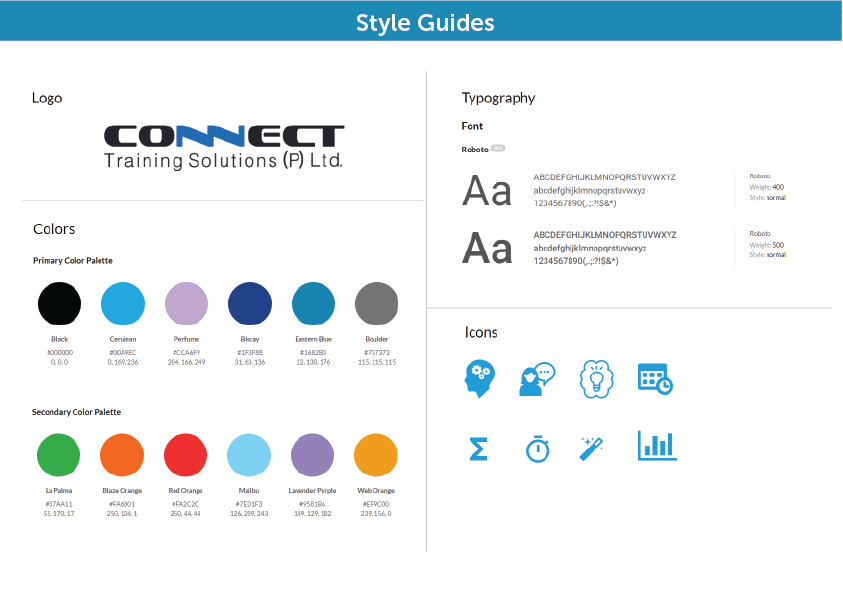 Style Guides
Logo
CONNECT
Training Solutions (P) Ltd.
Colors
Primary Color Palette
Black
Cerulean
Perfume
Biscay
Eastern Blue
Boulder
#000000
#00A9EC
#CCA6F9
#1F3F88
#1682B0
#737373
0, 0, 0
0, 169, 236
204, 166, 249
31, 63, 136
22, 130, 176
115, 115, 115
Secondary Color Palette
La Palma
Blaze Orange
Red Orange
Malibu
Lavender Purple
Web Orange
#37AA11
#FA6801
#FA2C2C
#7ED1F3
#9581B6
#EF9C00
55, 170, 17
250, 104, 1
250, 44, 44
126, 209, 243
149, 129, 182
239, 156, 0
Typography
Font
Roboto
Aa
ABCDEFGHIJKLMNOPQRSTUVWXYZ
abcdefghijklmnopqrstuvwxyz
1234567890(,.;:?!$&*)
Roboto
Weight: 400
Style: normal
Aa
ABCDEFGHIJKLMNOPQRSTUVWXYZ
abcdefghijklmnopqrstuvwxyz
1234567890(,.;:?!$&*)
Roboto
Weight: 500
Style: normal
Icons
Σ